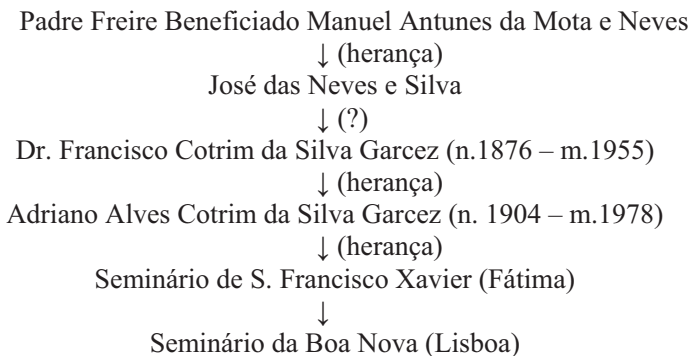 Padre Freire Beneficiado Manuel Antunes da Mota e Neves
↓ (herança)
José das Neves e Silva
↓ (?)
Dr. Francisco Cotrim da Silva Garcez (n.1876 – m.1955)
↓ (herança)
Adriano Alves Cotrim da Silva Garcez (n. 1904 – m.1978)
↓ (herança)
Seminário de S. Francisco Xavier (Fátima)
↓
Seminário da Boa Nova (Lisboa)